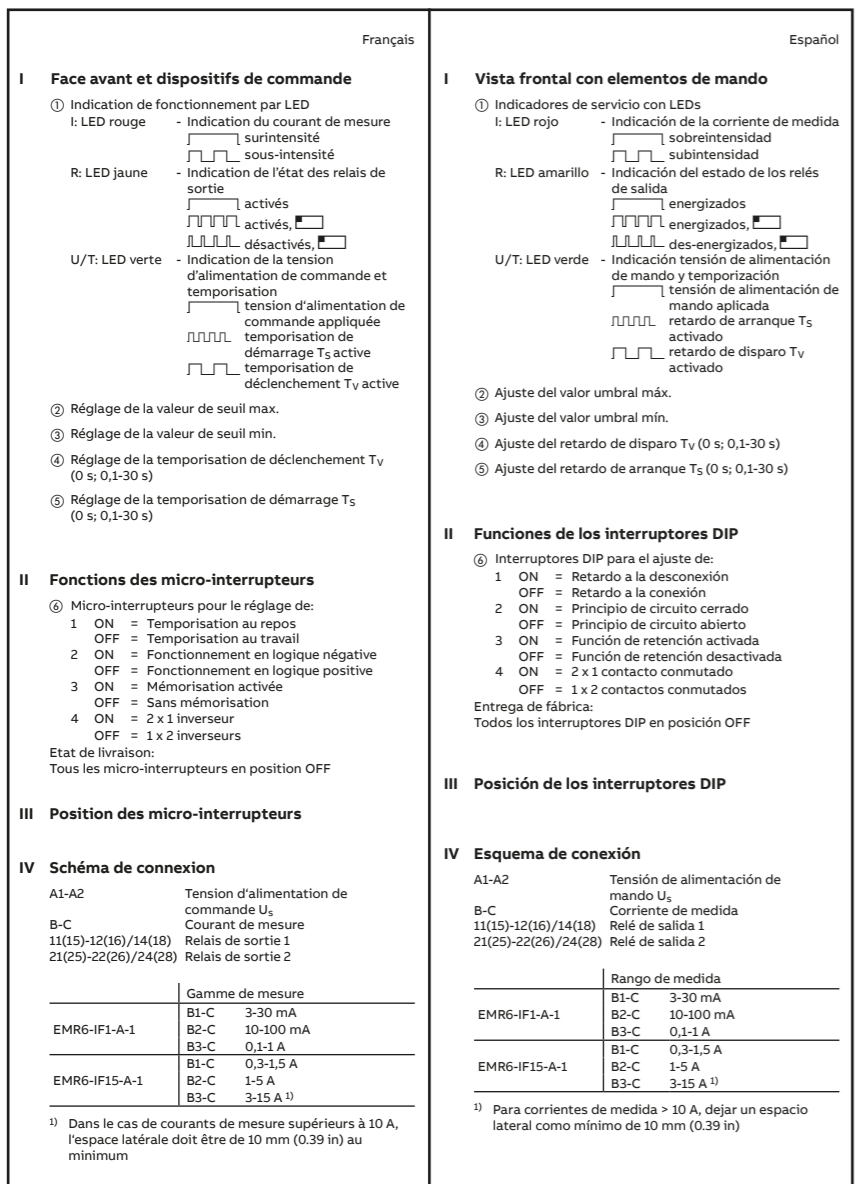 Français
I Face avant et dispositifs de commande
① Indication de fonctionnement par LED
I: LED rouge - Indication du courant de mesure
surintensité
sous-intensité
R: LED jaune - Indication de l'état des relais de
sortie
activés
activés,
désactivés,
U/T: LED verte - Indication de la tension
d'alimentation de commande et
temporisation
tension d'alimentation de
commande appliquée
temporisation de
démarrage TS active
temporisation de
déclenchement TV active
② Réglage de la valeur de seuil max.
③ Réglage de la valeur de seuil min.
④ Réglage de la temporisation de déclenchement TV
(0 s; 0,1-30 s)
⑤ Réglage de la temporisation de démarrage TS
(0 s; 0,1-30 s)
II Fonctions des micro-interrupteurs
⑥ Micro-interrupteurs pour le réglage de:
1 ON = Temporisation au repos
OFF = Temporisation au travail
2 ON = Fonctionnement en logique négative
OFF = Fonctionnement en logique positive
3 ON = Mémorisation activée
OFF = Sans mémorisation
4 ON = 2 x 1 inverseur
OFF = 1 x 2 inverseurs
Etat de livraison:
Tous les micro-interrupteurs en position OFF
III Position des micro-interrupteurs
IV Schéma de connexion
A1-A2 Tension d'alimentation de
commande Us
B-C Courant de mesure
11(15)-12(16)/14(18) Relais de sortie 1
21(25)-22(26)/24(28) Relais de sortie 2
Gamme de mesure
B1-C 3-30 mA
EMR6-IF1-A-1 B2-C 10-100 mA
B3-C 0,1-1 A
B1-C 0,3-1,5 A
EMR6-IF15-A-1 B2-C 1-5 A
B3-C 3-15 A 1)
1) Dans le cas de courants de mesure supérieurs à 10 A,
l'espace latérale doit être de 10 mm (0.39 in) au
minimum
Español
I Vista frontal con elementos de mando
① Indicadores de servicio con LEDs
I: LED rojo - Indicación de la corriente de medida
sobreintensidad
subintensidad
R: LED amarillo - Indicación del estado de los relés
de salida
energizados
energizados,
des-energizados,
U/T: LED verde - Indicación tensión de alimentación
de mando y temporización
tensión de alimentación de
mando aplicada
retardo de arranque TS
activado
retardo de disparo TV
activado
② Ajuste del valor umbral máx.
③ Ajuste del valor umbral mín.
④ Ajuste del retardo de disparo TV (0 s; 0,1-30 s)
⑤ Ajuste del retardo de arranque TS (0 s; 0,1-30 s)
II Funciones de los interruptores DIP
⑥ Interruptores DIP para el ajuste de:
1 ON = Retardo a la desconexión
OFF = Retardo a la conexión
2 ON = Principio de circuito cerrado
OFF = Principio de circuito abierto
3 ON = Función de retención activada
OFF = Función de retención desactivada
4 ON = 2 x 1 contacto conmutado
OFF = 1 x 2 contactos conmutados
Entrega de fábrica:
Todos los interruptores DIP en posición OFF
III Posición de los interruptores DIP
IV Esquema de conexión
A1-A2 Tensión de alimentación de
mando Us
B-C Corriente de medida
11(15)-12(16)/14(18) Relé de salida 1
21(25)-22(26)/24(28) Relé de salida 2
Rango de medida
B1-C 3-30 mA
EMR6-IF1-A-1 B2-C 10-100 mA
B3-C 0,1-1 A
B1-C 0,3-1,5 A
EMR6-IF15-A-1 B2-C 1-5 A
B3-C 3-15 A 1)
1) Para corrientes de medida > 10 A, dejar un espacio
lateral como mínimo de 10 mm (0.39 in)